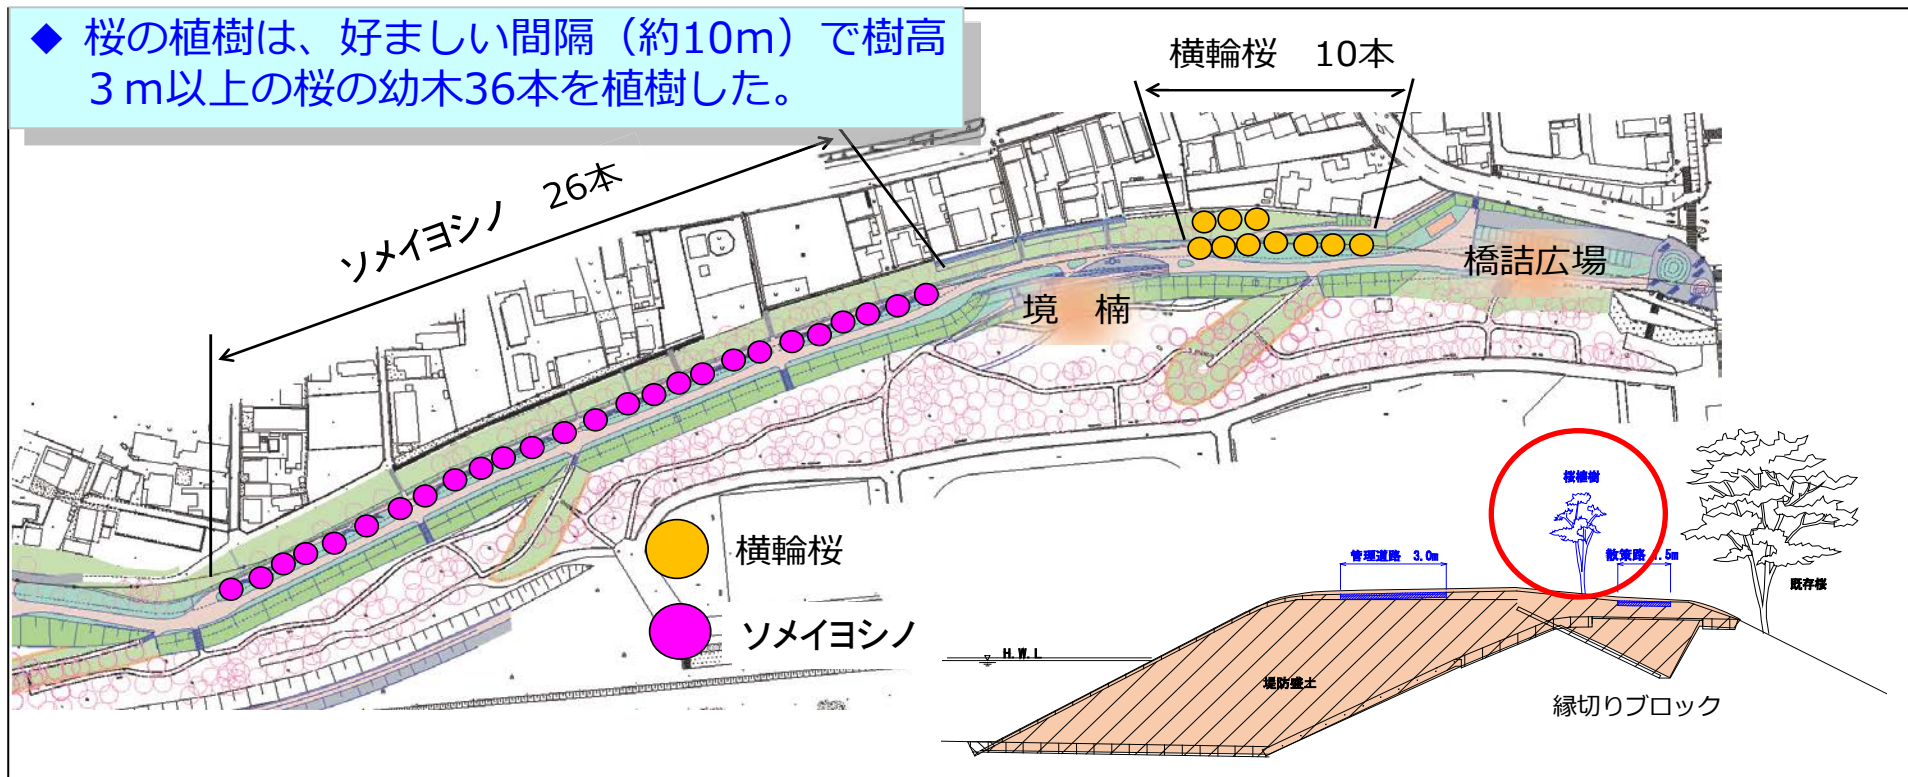 ◆ 桜の植樹は、好ましい間隔（約10m）で樹高
３m以上の桜の幼木36本を植樹した。
横輪桜　10本
ソメイヨシノ　26本
橋詰広場
境　楠
横輪桜
ソメイヨシノ
桜植樹
管理道路　3.0m
散策路　.5m
既存桜
H.W.L
堤防盛土
縁切りブロック